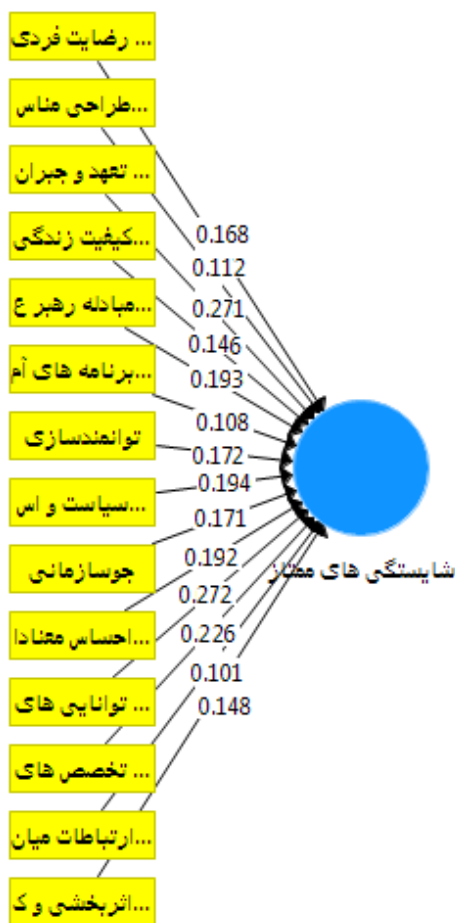 رضایت فردی ...
طراحی مناس...
تعهد و جبران ...
کیفیت زندگی...
مبادله رهبر ع...
برنامه های آم...
توانمندسازی
سیاست و اس...
جوسازمانی
احساس معنادا...
توانایی های ...
تخصص های ...
ارتباطات میان...
اثربخشی و ک...
0.168
0.112
0.271
0.146
0.193
0.108
0.172
0.194
0.171
0.192
0.272
0.226
0.101
0.148
شایستگی های ممتاز